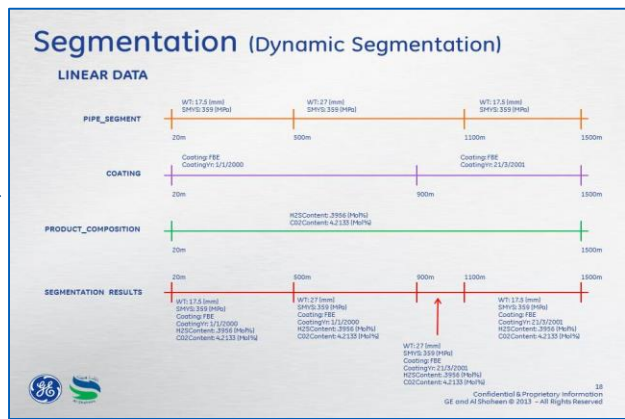 Segmentation (Dynamic Segmentation)
LINEAR DATA
WT: 17.5 (mm)
SMYS: 359 (MPa)
WT: 27 (mm)
SMYS: 359 (MPa)
WT: 17.5 (mm)
SMYS: 359 (MPa)
PIPE_SEGMENT
20m
500m
1100m
1500m
Coating: FBE
CoatingYr: 1/1/2000
Coating: FBE
CoatingYr: 21/3/2001
COATING
20m
900m
1500m
H2SContent: .3956 (Mol%)
CO2Content: 4.2133 (Mol%)
PRODUCT_COMPOSITION
20m
1500m
20m
500m
900m
1100m
1500m
SEGMENTATION RESULTS
WT: 17.5 (mm)
SMYS: 359 (MPa)
Coating: FBE
CoatingYr: 1/1/2000
H2SContent: .3956 (Mol%)
CO2Content: 4.2133 (Mol%)
WT: 27 (mm)
SMYS: 359 (MPa)
Coating: FBE
CoatingYr: 1/1/2000
H2SContent: .3956 (Mol%)
CO2Content: 4.2133 (Mol%)
WT: 17.5 (mm)
SMYS: 359 (MPa)
Coating: FBE
CoatingYr: 21/3/2001
H2SContent: .3956 (Mol%)
CO2Content: 4.2133 (Mol%)
WT: 27 (mm)
SMYS: 359 (MPa)
Coating: FBE
CoatingYr: 21/3/2001
H2SContent: .3956 (Mol%)
CO2Content: 4.2133 (Mol%)
18
Confidential & Proprietary Information
GE and Al Shaheen © 2013 - All Rights Reserved